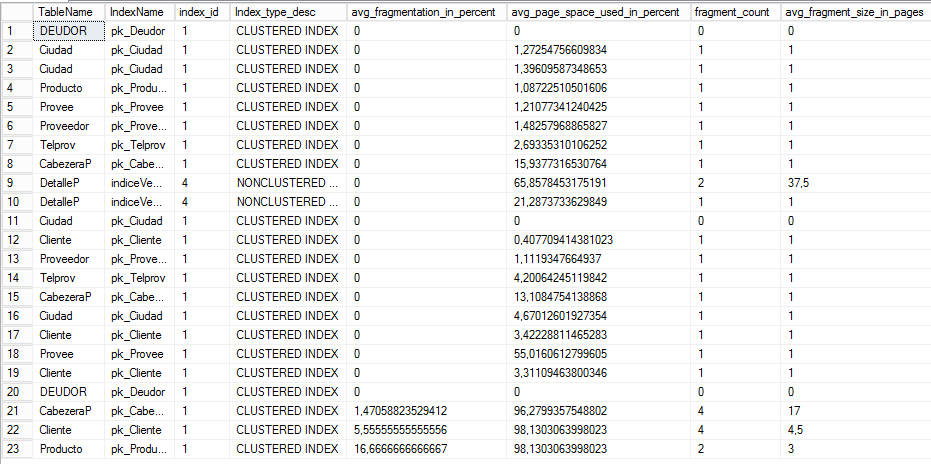 TableName IndexName index_id Index_type_desc avg_fragmentation_in_percent avg_page_space_used_in_percent fragment_count avg_fragment_size_in_pages
1 DEUDOR pk_Deudor 1 CLUSTERED INDEX 0 0 0 0
2 Ciudad pk_Ciudad 1 CLUSTERED INDEX 0 1,27254756609834 1 1
3 Ciudad pk_Ciudad 1 CLUSTERED INDEX 0 1,39609587348653 1 1
4 Producto pk_Produ... 1 CLUSTERED INDEX 0 1,08722510501606 1 1
5 Provee pk_Provee 1 CLUSTERED INDEX 0 1,21077341240425 1 1
6 Proveedor pk_Prove... 1 CLUSTERED INDEX 0 1,48257968865827 1 1
7 Telprov pk_Telprov 1 CLUSTERED INDEX 0 2,69335310106252 1 1
8 CabezeraP pk_Cabe... 1 CLUSTERED INDEX 0 15,9377316530764 1 1
9 DetalleP indiceVe... 4 NONCLUSTERED ... 0 65,8578453175191 2 37,5
10 DetalleP indiceVe... 4 NONCLUSTERED ... 0 21,2873733629849 1 1
11 Ciudad pk_Ciudad 1 CLUSTERED INDEX 0 0 0 0
12 Cliente pk_Cliente 1 CLUSTERED INDEX 0 0,407709414381023 1 1
13 Proveedor pk_Prove... 1 CLUSTERED INDEX 0 1,1119347664937 1 1
14 Telprov pk_Telprov 1 CLUSTERED INDEX 0 4,20064245119842 1 1
15 CabezeraP pk_Cabe... 1 CLUSTERED INDEX 0 13,1084754138868 1 1
16 Ciudad pk_Ciudad 1 CLUSTERED INDEX 0 4,67012601927354 1 1
17 Cliente pk_Cliente 1 CLUSTERED INDEX 0 3,42228811465283 1 1
18 Provee pk_Provee 1 CLUSTERED INDEX 0 55,0160612799605 1 1
19 Cliente pk_Cliente 1 CLUSTERED INDEX 0 3,31109463800346 1 1
20 DEUDOR pk_Deudor 1 CLUSTERED INDEX 0 0 0 0
21 CabezeraP pk_Cabe... 1 CLUSTERED INDEX 1,47058823529412 96,2799357548802 4 17
22 Cliente pk_Cliente 1 CLUSTERED INDEX 5,55555555555556 98,1303063998023 4 4,5
23 Producto pk_Produ... 1 CLUSTERED INDEX 16,6666666666667 98,1303063998023 2 3